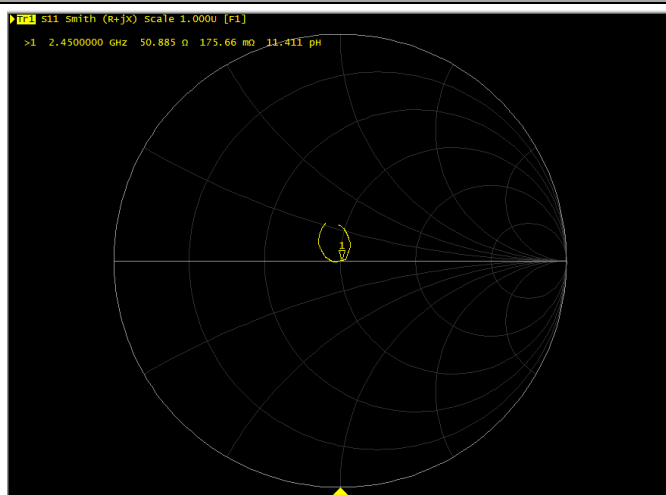 Tr1 S11 Smith (R+jX) Scale 1.000U [F1]
>1 2.4500000 GHz 50.885 Ω 175.66 mΩ 11.411 pH
1